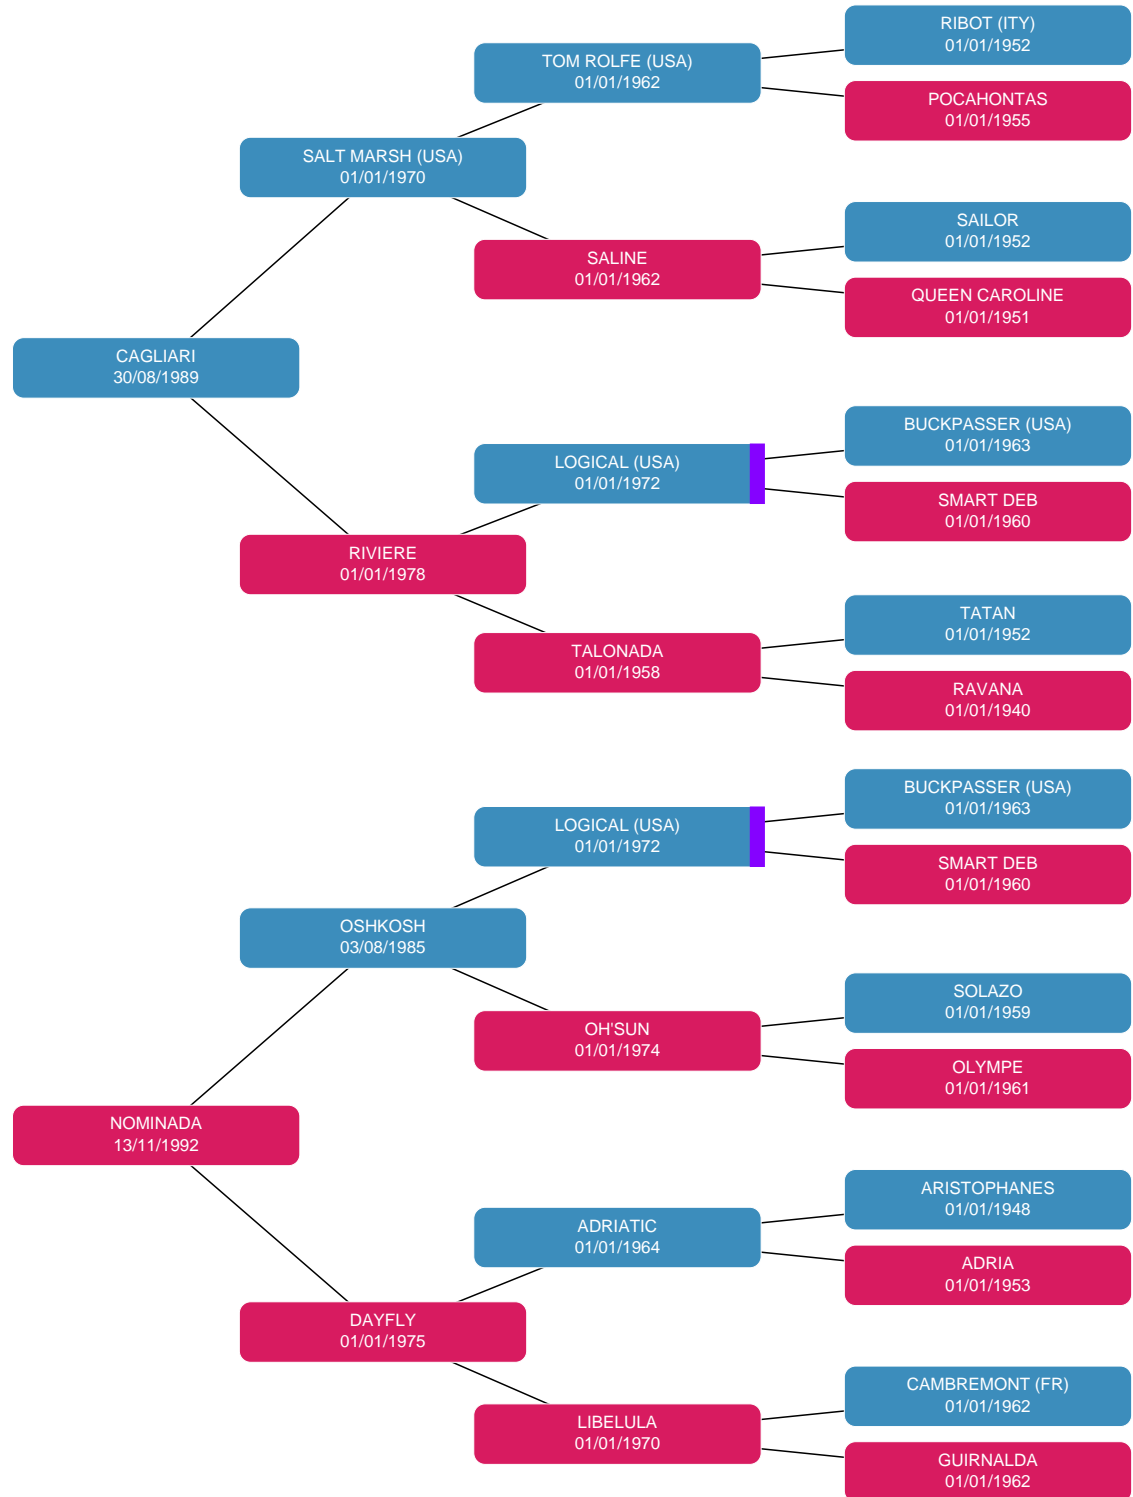 RIBOT (ITY)
01/01/1952
TOM ROLFE (USA)
01/01/1962
POCAHONTAS
01/01/1955
SALT MARSH (USA)
01/01/1970
SAILOR
01/01/1952
SALINE
01/01/1962
QUEEN CAROLINE
01/01/1951
CAGLIARI
30/08/1989
BUCKPASSER (USA)
01/01/1963
LOGICAL (USA)
01/01/1972
SMART DEB
01/01/1960
RIVIERE
01/01/1978
TATAN
01/01/1952
TALONADA
01/01/1958
RAVANA
01/01/1940
BUCKPASSER (USA)
01/01/1963
LOGICAL (USA)
01/01/1972
SMART DEB
01/01/1960
OSHKOSH
03/08/1985
SOLAZO
01/01/1959
OH'SUN
01/01/1974
OLYMPE
01/01/1961
NOMINADA
13/11/1992
ARISTOPHANES
01/01/1948
ADRIATIC
01/01/1964
ADRIA
01/01/1953
DAYFLY
01/01/1975
CAMBREMONT (FR)
01/01/1962
LIBELULA
01/01/1970
GUIRNALDA
01/01/1962